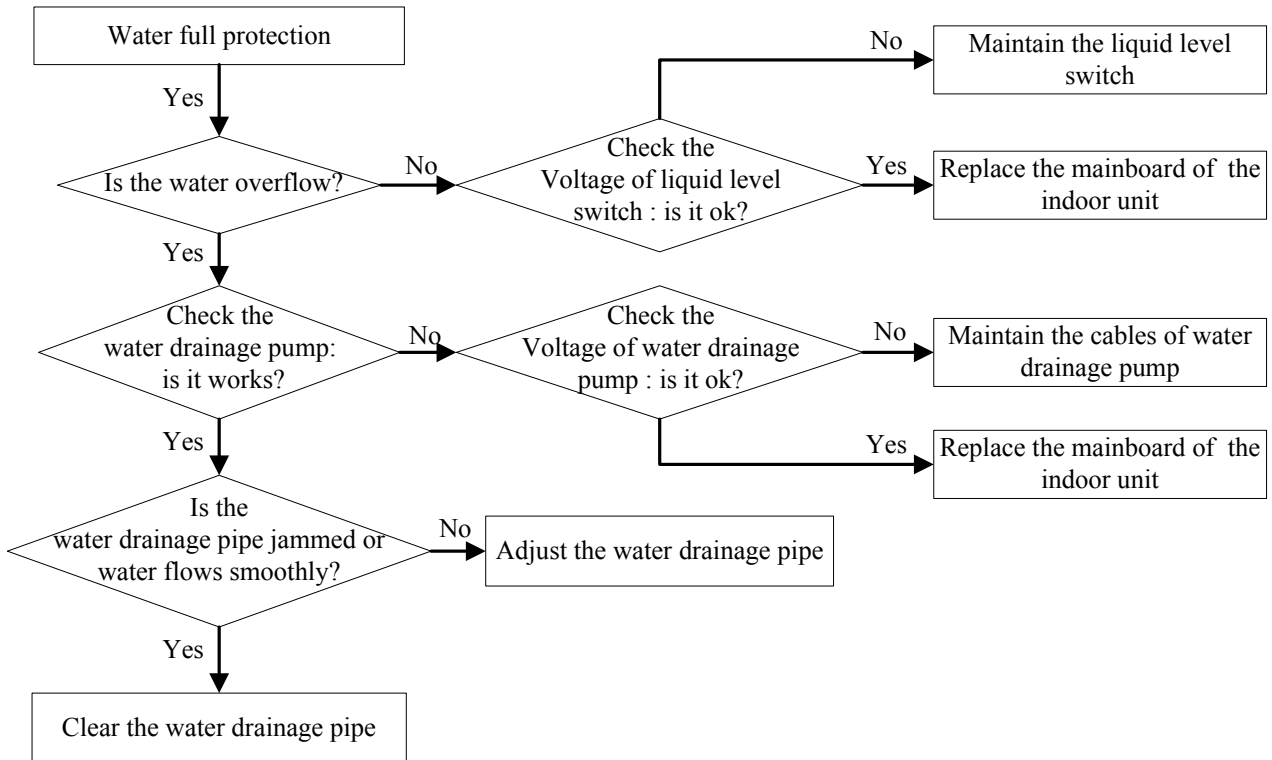 Water full protection
No
Maintain the liquid level
switch
Yes
Is the water overflow?
No
Check the
Voltage of liquid level
switch : is it ok?
Yes
Replace the mainboard of the
indoor unit
Yes
Check the
water drainage pump:
is it works?
No
Check the
Voltage of water drainage
pump : is it ok?
No
Maintain the cables of water
drainage pump
Yes
Replace the mainboard of the
indoor unit
Yes
Is the
water drainage pipe jammed or
water flows smoothly?
No
Adjust the water drainage pipe
Yes
Clear the water drainage pipe